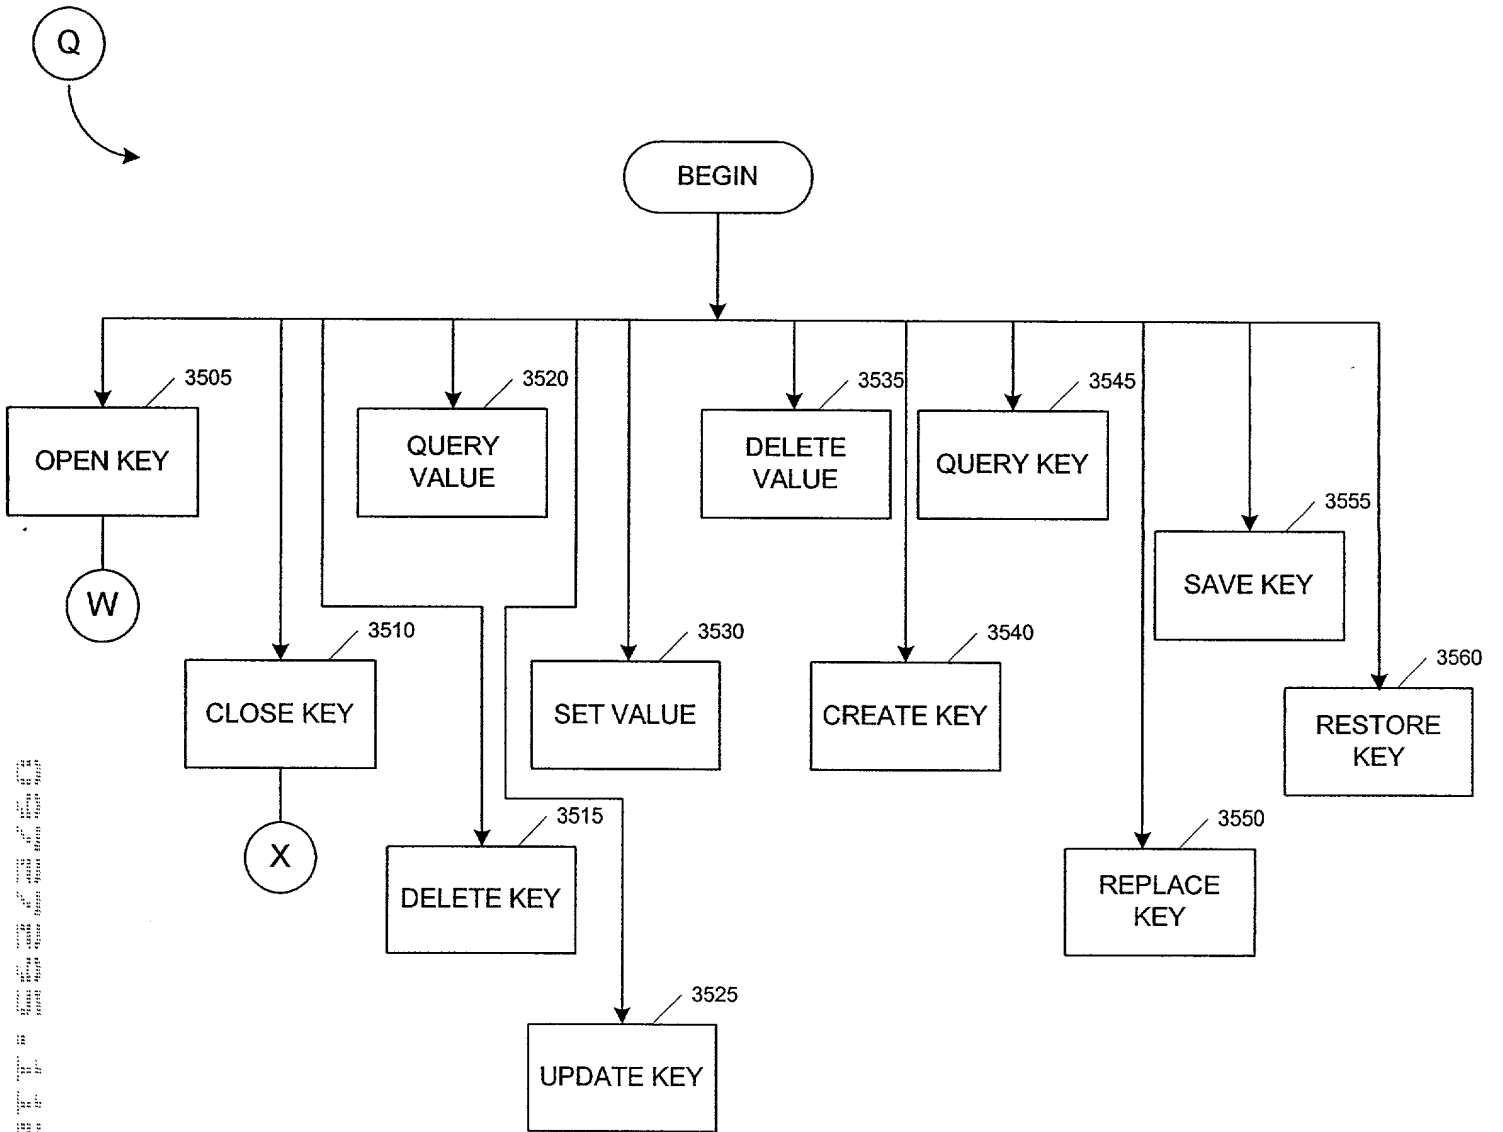 Q
BEGIN
3505
OPEN KEY
W
3520
QUERY
VALUE
3535
DELETE
VALUE
3545
QUERY KEY
3555
SAVE KEY
3510
CLOSE KEY
X
3530
SET VALUE
3540
CREATE KEY
3560
RESTORE
KEY
3515
DELETE KEY
3550
REPLACE
KEY
3525
UPDATE KEY